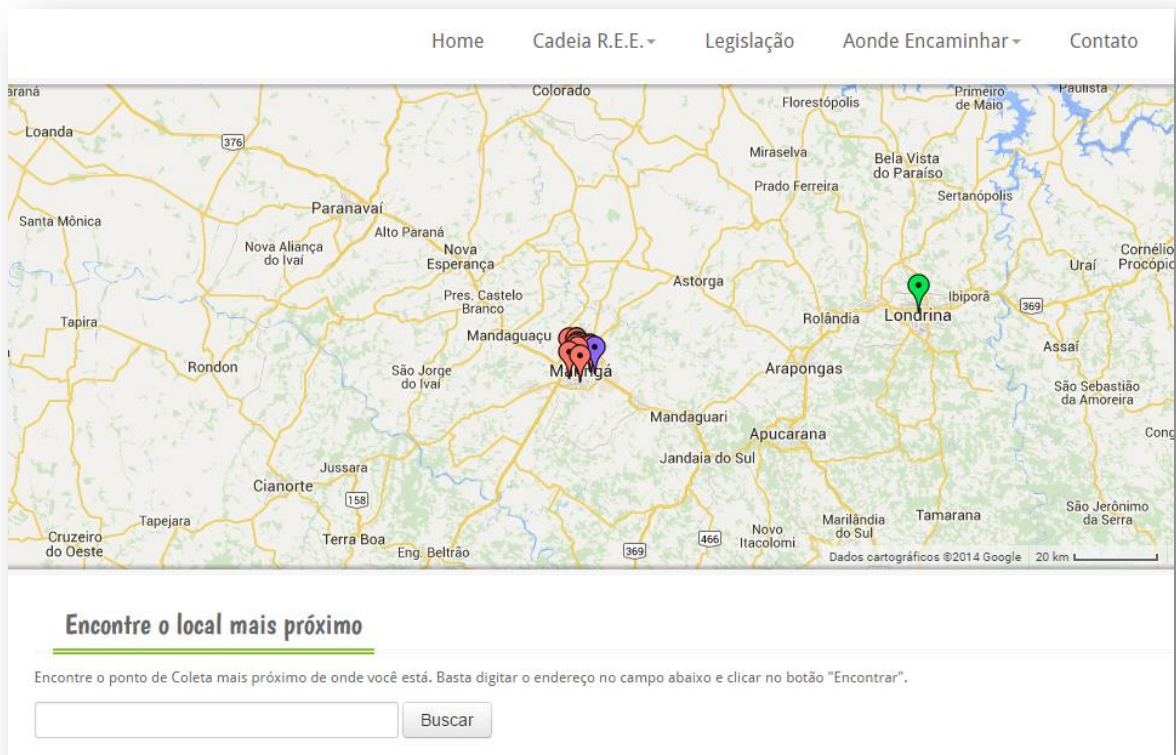 Home Cadeia R.E.E. Legislação Aonde Encaminhar Contato
Colorado
Primeiro
de Maio
Paulista
Florestópolis
Loanda
376
Miraselva
Bela Vista
do Paraíso
Prado Ferreira
Sertanópolis
Santa Mônica
Paranavaí
Alto Paraná
Nova Aliança
do Ivaí
Nova
Esperança
Cornélio
Procópio
Uraí
Astorga
Pres. Castelo
Branco
Ibiporã
369
Tapira
Rolândia
Londrina
Mandaguaçu
Assaí
Rondon
São Jorge
do Ivaí
Maringá
Arapongas
São Sebastião
da Amoreira
Mandaguari
Apucarana
Cong
Jandaia do Sul
Jussara
Cianorte
158
São Jerônimo
da Serra
Tapejara
Marilândia
do Sul
Tamarana
Cruzeiro
do Oeste
Terra Boa
Novo
Itacolomi
466
Eng. Beltrão
369
Dados cartográficos ©2014 Google 20 km
Encontre o local mais próximo
Encontre o ponto de Coleta mais próximo de onde você está. Basta digitar o endereço no campo abaixo e clicar no botão "Encontrar".
Buscar